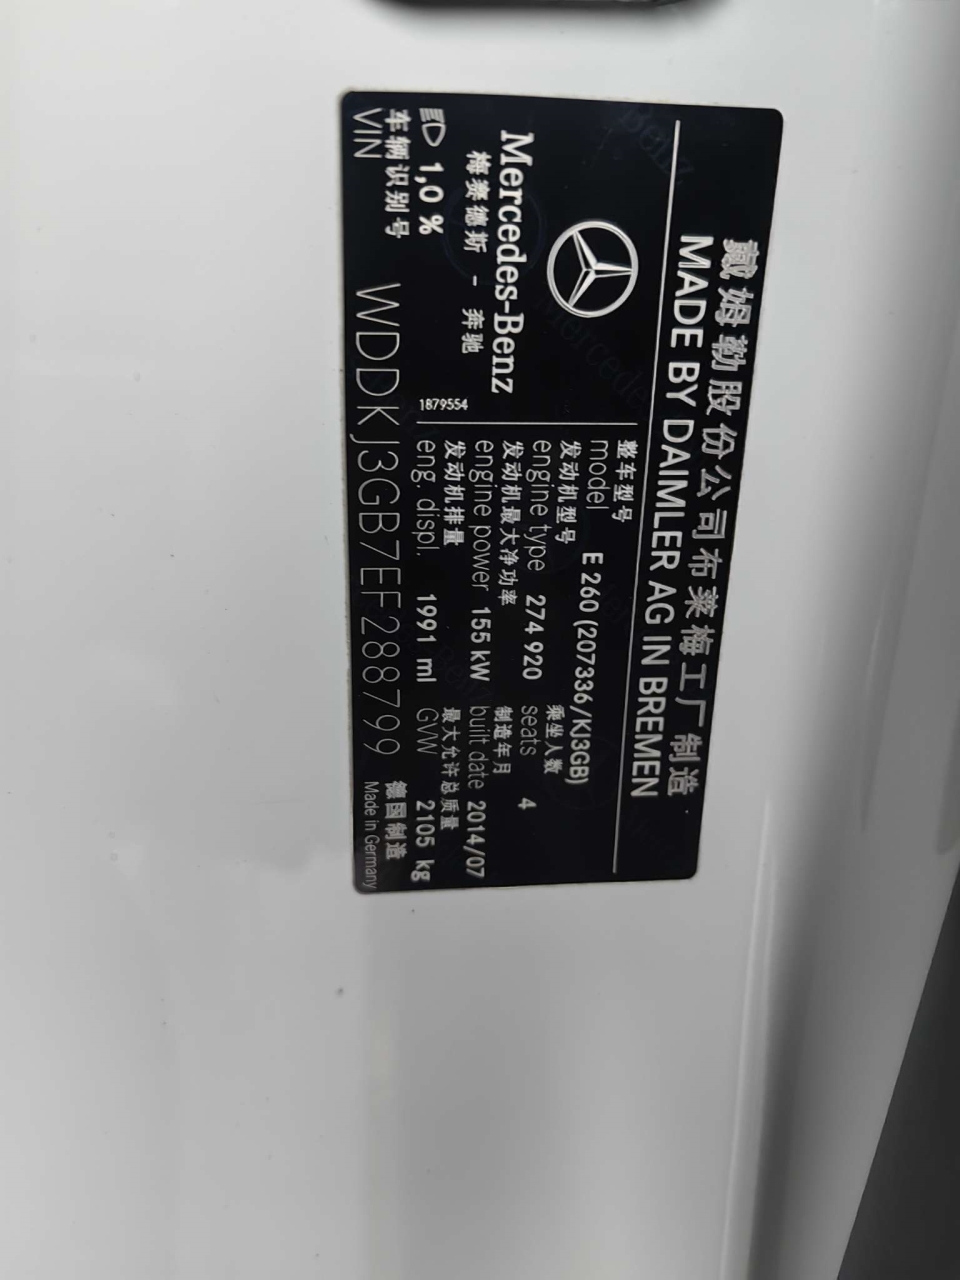 戴姆勒股份公司布莱梅工厂制造
MADE BY DAIMLER AG IN BREMEN
Mercedes-Benz
梅赛德斯 - 奔驰
1879554
整车型号
model E 260 (207336/KJ3GB)
发动机型号 乘坐人数
engine type 274 920 seats 4
发动机最大净功率 制造年月
engine power 155 kW built date 2014/07
发动机排量 最大允许总质量
eng. displ. 1991 ml GVW 2105 kg
1,0 %
车辆识别号 德国制造
VIN WDDKJ3GB7EF288799 Made in Germany